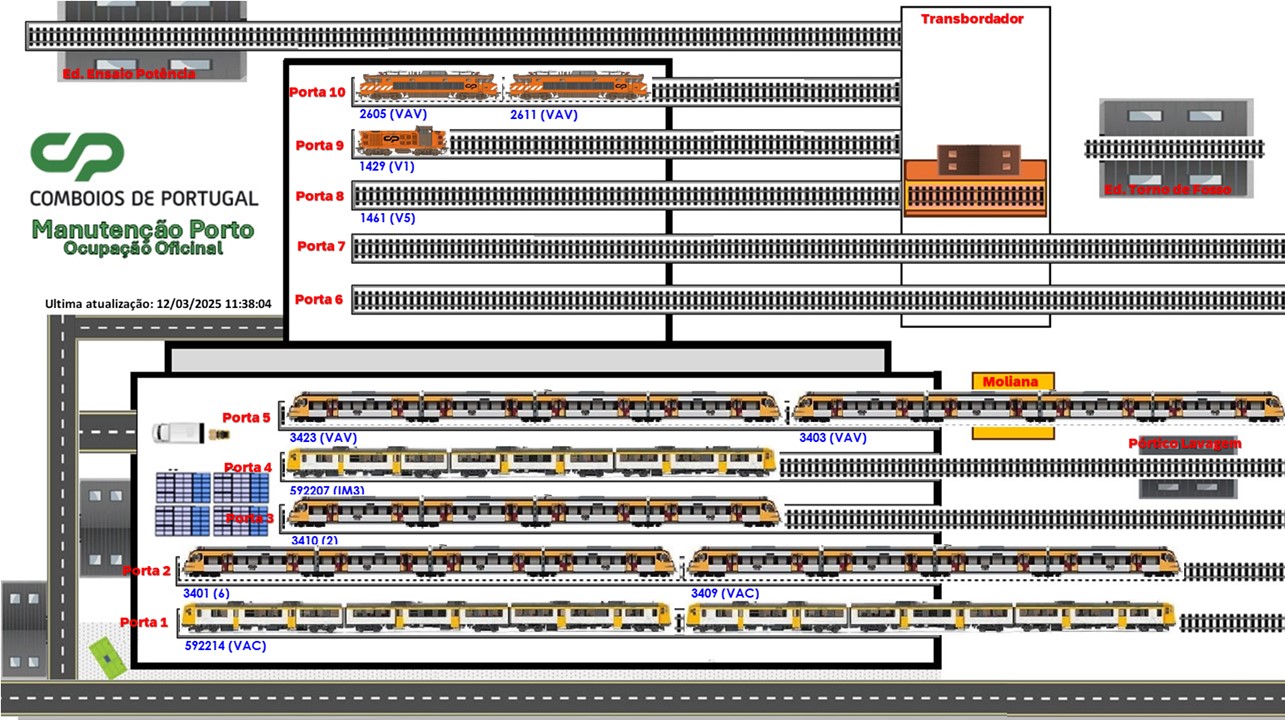 Transbordador
Ed. Ensaio Potência
Porta 10
2605 (VAV)
2611 (VAV)
Porta 9
1429 (V1)
Porta 8
1461 (V5)
Ed. Torno de Fosso
COMBOIOS DE PORTUGAL
Manutenção Porto
Ocupação Oficinal
Porta 7
Porta 6
Ultima atualização: 12/03/2025 11:38:04
Moliana
Porta 5
3423 (VAV)
3403 (VAV)
Pórtico Lavagem
Porta 4
592207 (IM3)
Porta 3
3410 (2)
Porta 2
3401 (6)
3409 (VAC)
Porta 1
592214 (VAC)